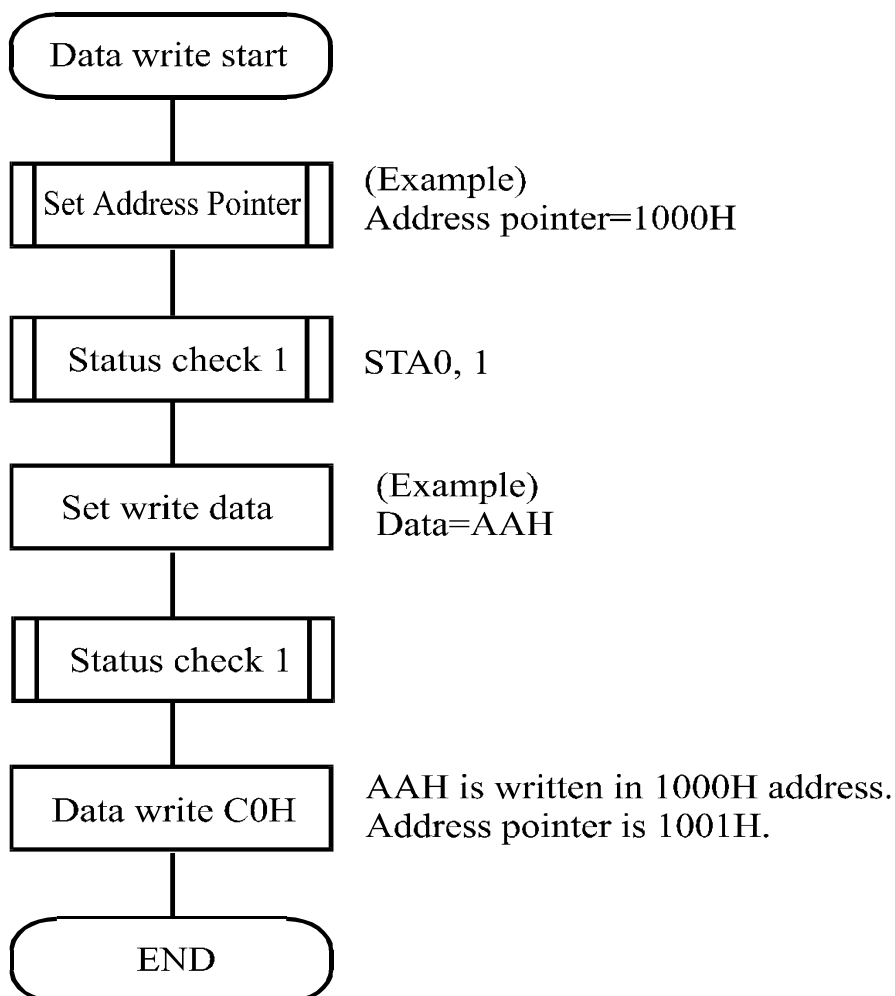 Data write start
Set Address Pointer
(Example)
Address pointer=1000H
Status check 1
STA0, 1
Set write data
(Example)
Data=AAH
Status check 1
Data write C0H
AAH is written in 1000H address.
Address pointer is 1001H.
END